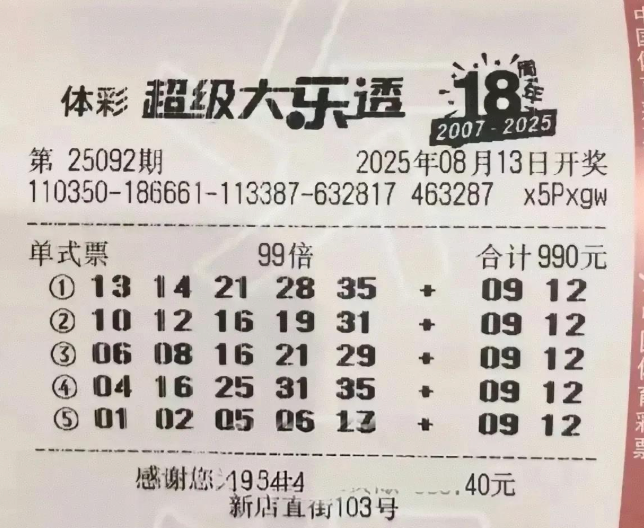 体彩 超级大乐透 18周年
2007-2025
第 25092期 2025年08月13日开奖
110350-186661-113387-632817 463287 x5Pxgw
单式票 99倍 合计990元
① 13 14 21 28 35 + 09 12
② 10 12 16 19 31 + 09 12
③ 06 08 16 21 29 + 09 12
④ 04 16 25 31 35 + 09 12
⑤ 01 02 05 06 13 + 09 12
感谢您 .40元
新店直街103号